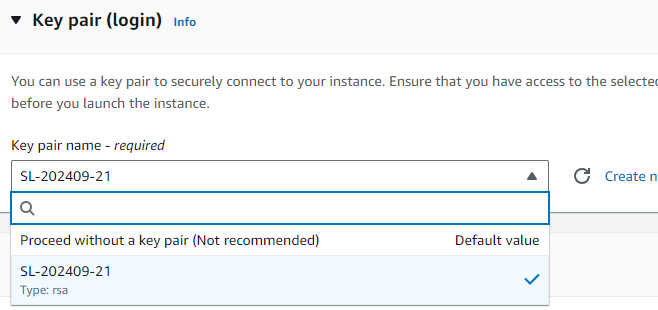 Key pair (login) Info
You can use a key pair to securely connect to your instance. Ensure that you have access to the selected
before you launch the instance.
Key pair name - required
SL-202409-21
Create n
Proceed without a key pair (Not recommended) Default value
SL-202409-21
Type: rsa